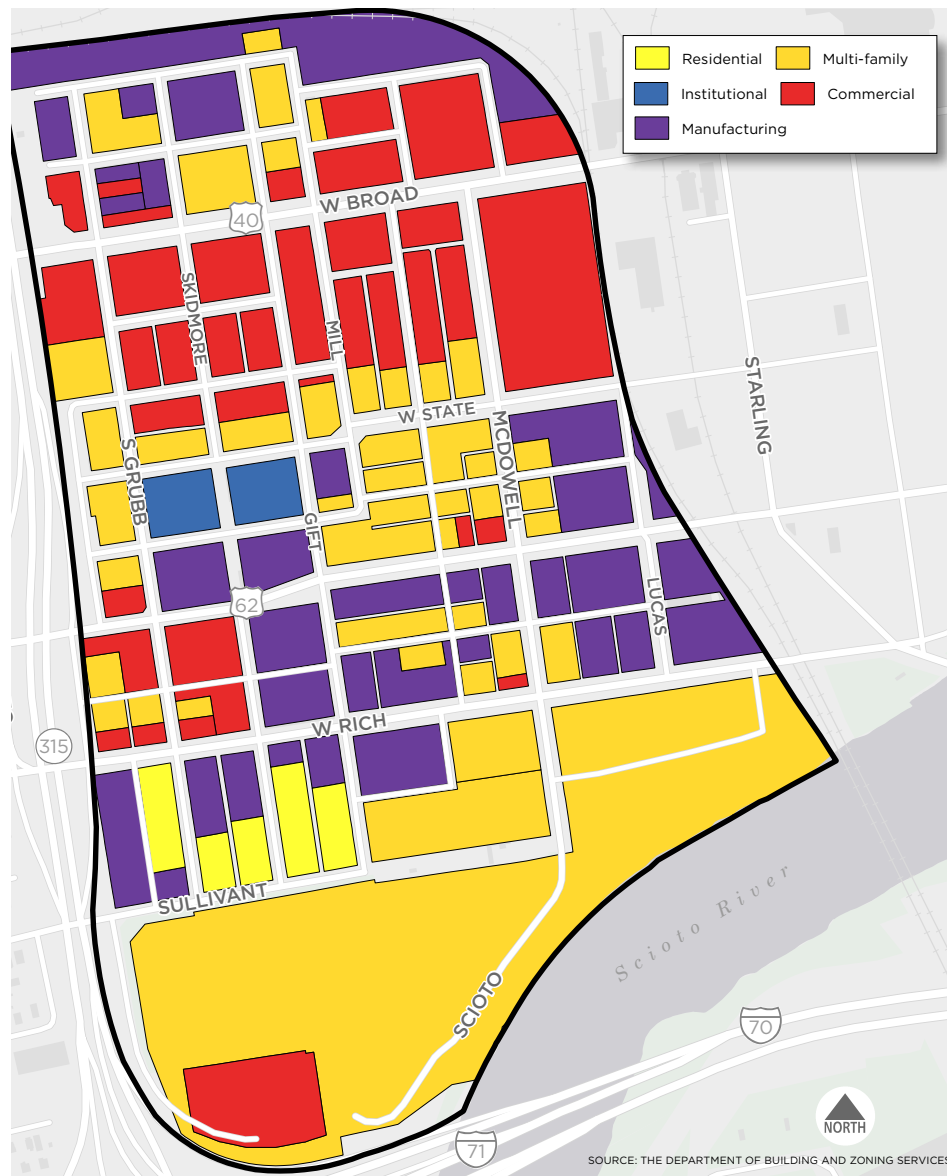 Residential
Multi-family
Institutional
Commercial
Manufacturing
W BROAD
40
SKIDMORE
MILL
STARLING
W STATE
MCDOWELL
S GRUBB
GIFT
62
LUCAS
W RICH
315
SULLIVANT
Scioto River
SCIOTO
70
71
NORTH
SOURCE: THE DEPARTMENT OF BUILDING AND ZONING SERVICES